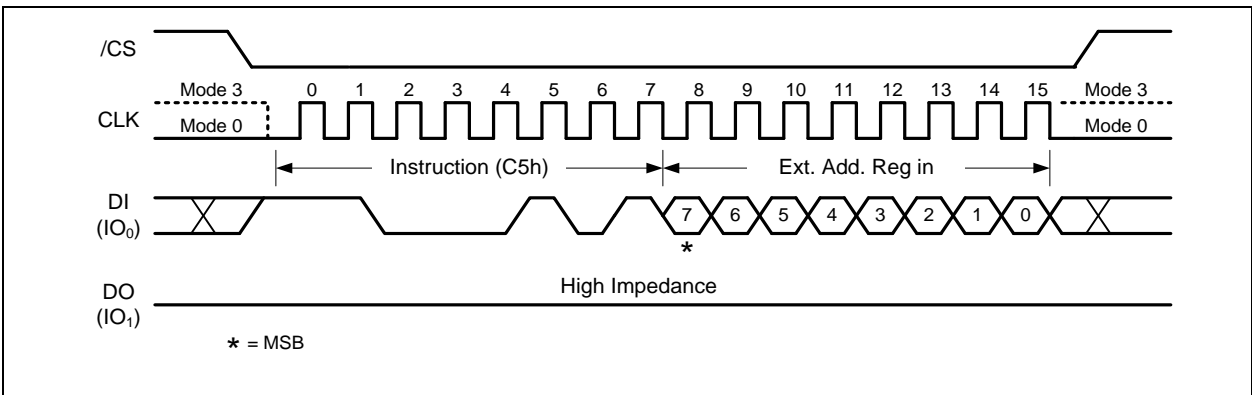 /CS
Mode 3 0 1 2 3 4 5 6 7 8 9 10 11 12 13 14 15 Mode 3
CLK
Mode 0 Mode 0
Instruction (C5h) Ext. Add. Reg in
DI
(IO₀)
7 6 5 4 3 2 1 0
*
High Impedance
DO
(IO₁)
* = MSB